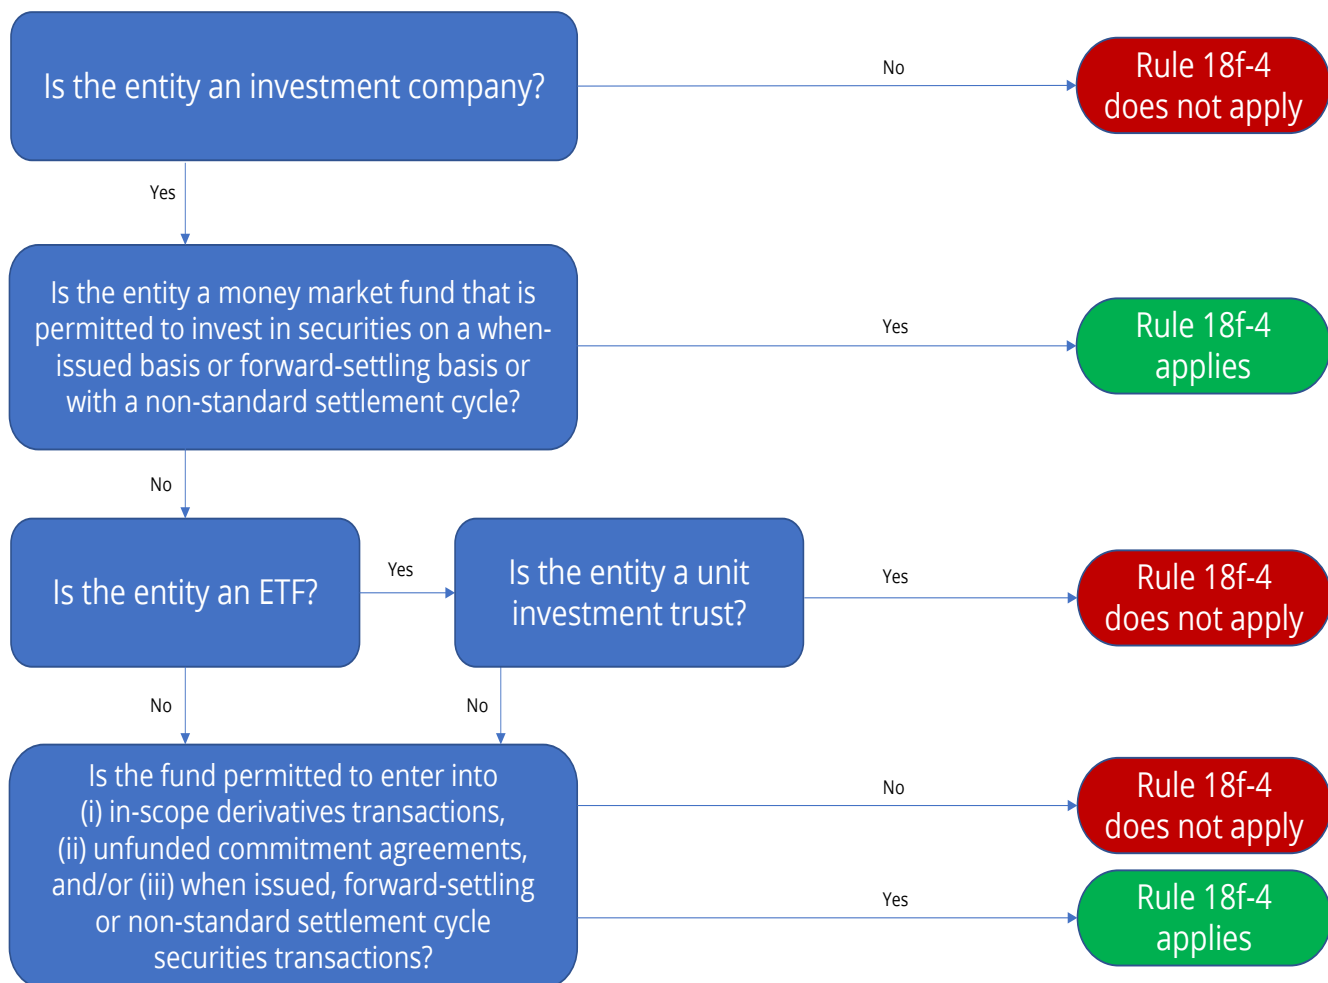 Is the entity an investment company?
No
Rule 18f-4
does not apply
Yes
Is the entity a money market fund that is
permitted to invest in securities on a when-
issued basis or forward-settling basis or
with a non-standard settlement cycle?
Yes
Rule 18f-4
applies
No
Is the entity an ETF?
Yes
Is the entity a unit
investment trust?
Yes
Rule 18f-4
does not apply
No
No
Is the fund permitted to enter into
(i) in-scope derivatives transactions,
(ii) unfunded commitment agreements,
and/or (iii) when issued, forward-settling
or non-standard settlement cycle
securities transactions?
No
Rule 18f-4
does not apply
Yes
Rule 18f-4
applies